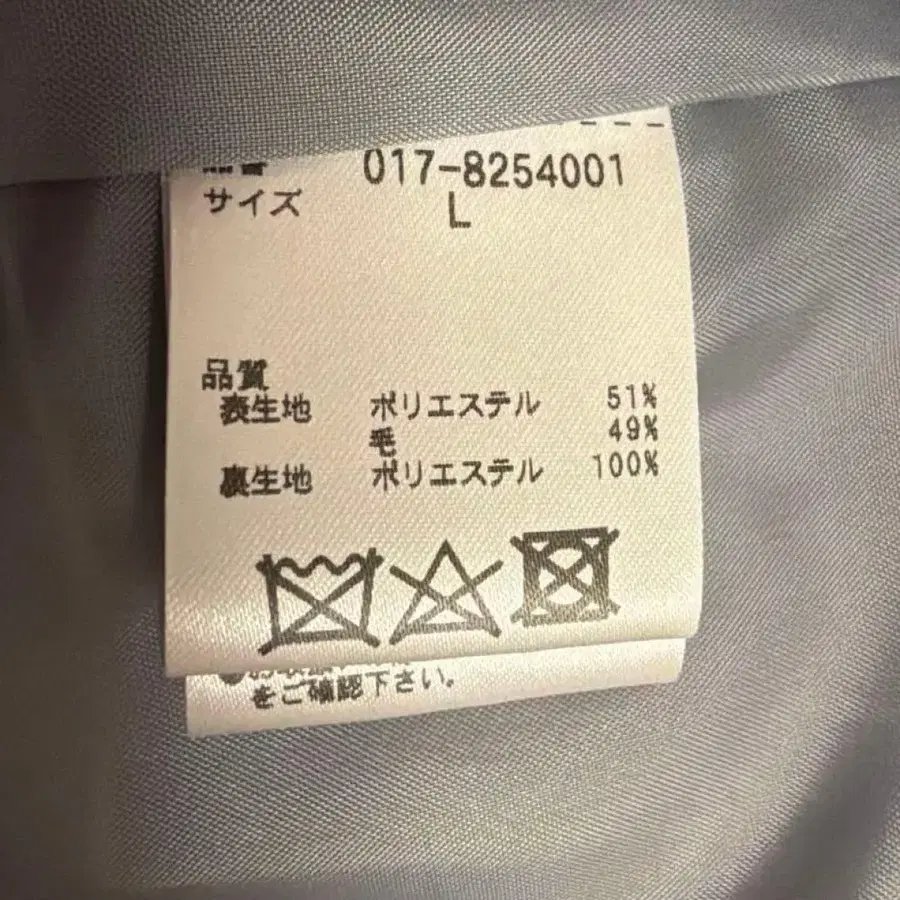 017-8254001
サイズ L
品質
表生地 ポリエステル 51%
毛 49%
裏生地 ポリエステル 100%
をご確認下さい。